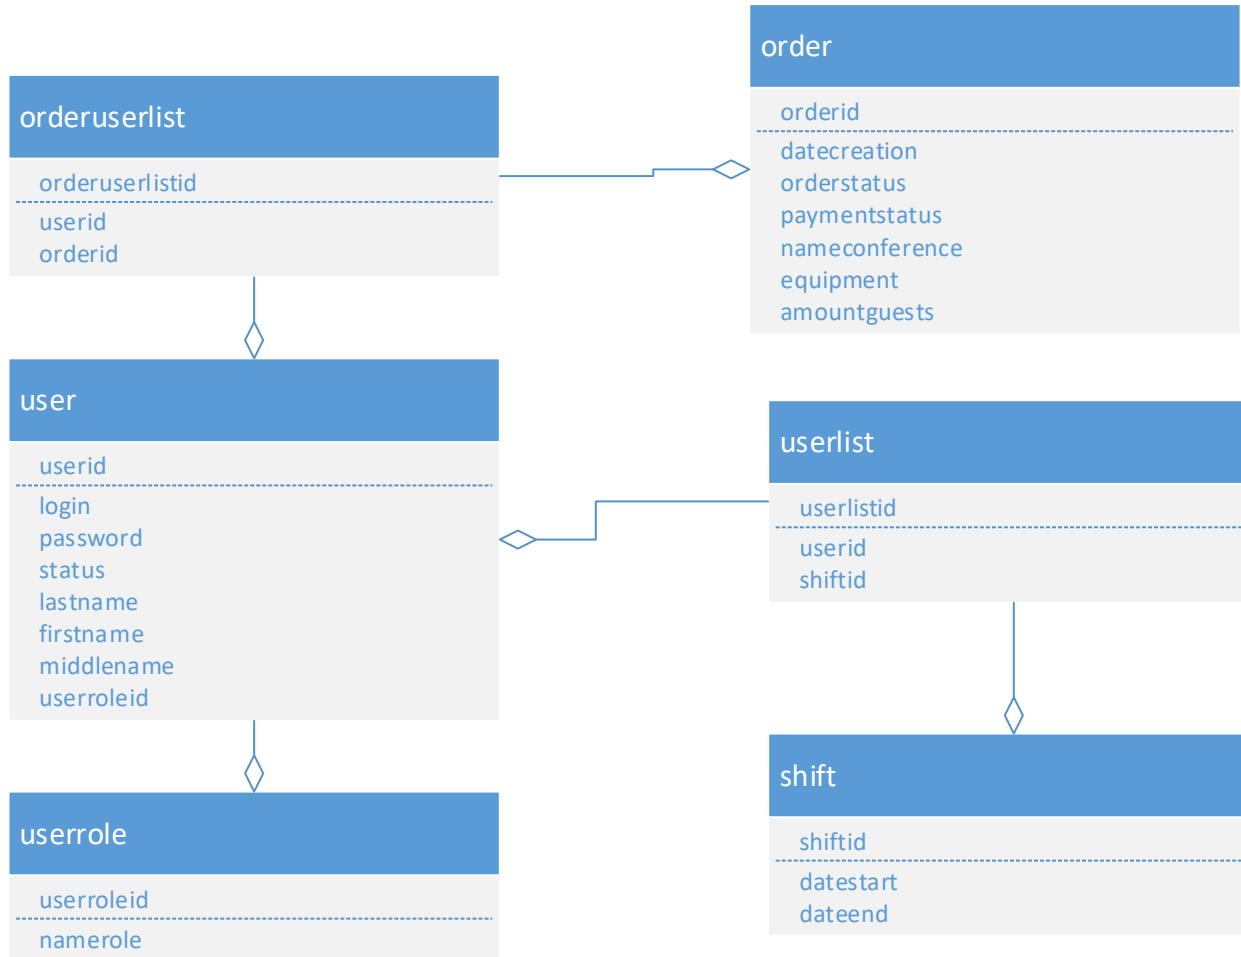 order
orderid
datecreation
orderstatus
paymentstatus
nameconference
equipment
amountguests
orderuserlist
orderuserlistid
userid
orderid
user
userid
login
password
status
lastname
firstname
middlename
userroleid
userlist
userlistid
userid
shiftid
userrole
userroleid
namerole
shift
shiftid
datestart
dateend